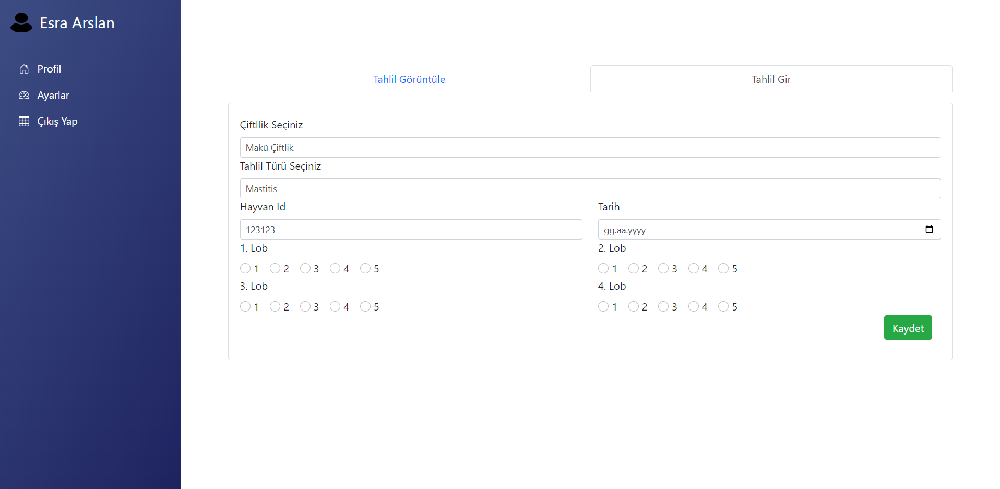 Esra Arslan
Profil
Ayarlar
Çıkış Yap
Tahlil Görüntüle
Tahlil Gir
Çiftllik Seçiniz
Makü Çiftlik
Tahlil Türü Seçiniz
Mastitis
Hayvan Id
Tarih
123123
gg.aa.yyyy
1. Lob
2. Lob
1 2 3 4 5
1 2 3 4 5
3. Lob
4. Lob
1 2 3 4 5
1 2 3 4 5
Kaydet